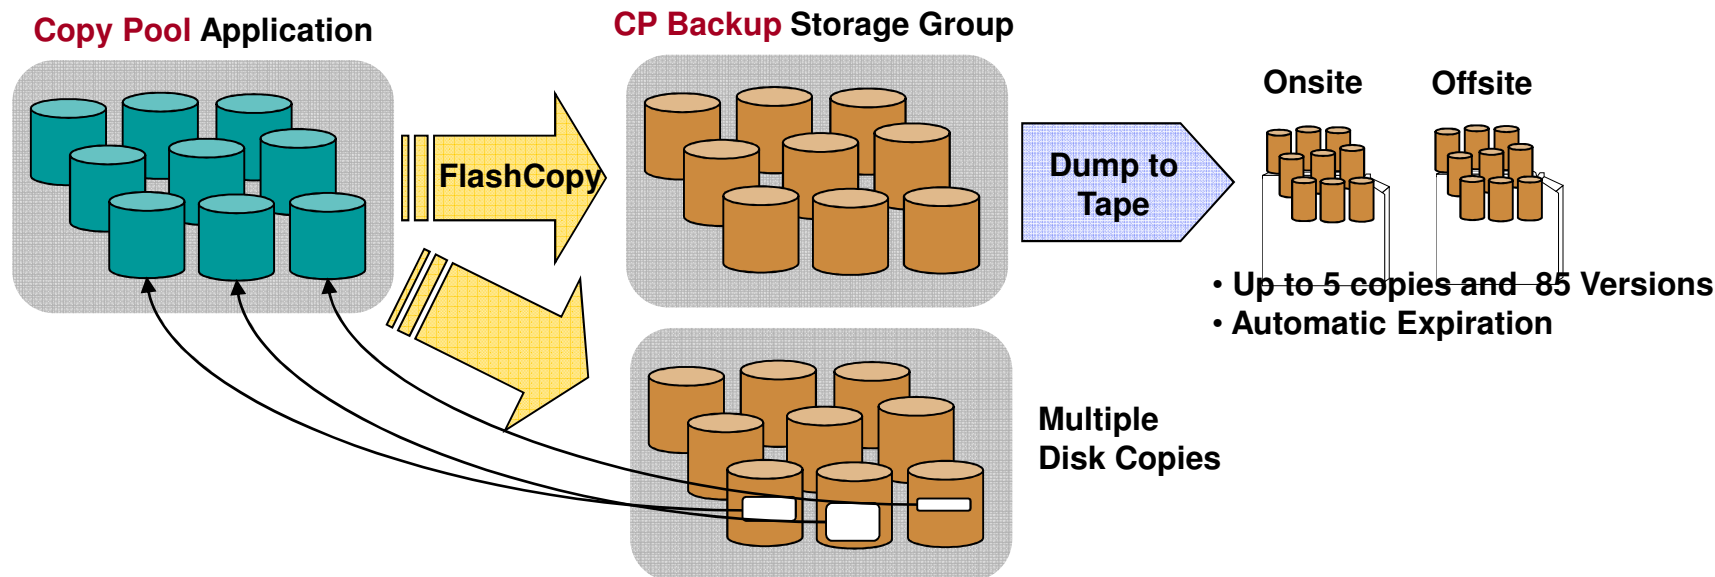 Copy Pool Application
CP Backup Storage Group
Onsite
Offsite
FlashCopy
Dump to
Tape
• Up to 5 copies and 85 Versions
• Automatic Expiration
Multiple
Disk Copies